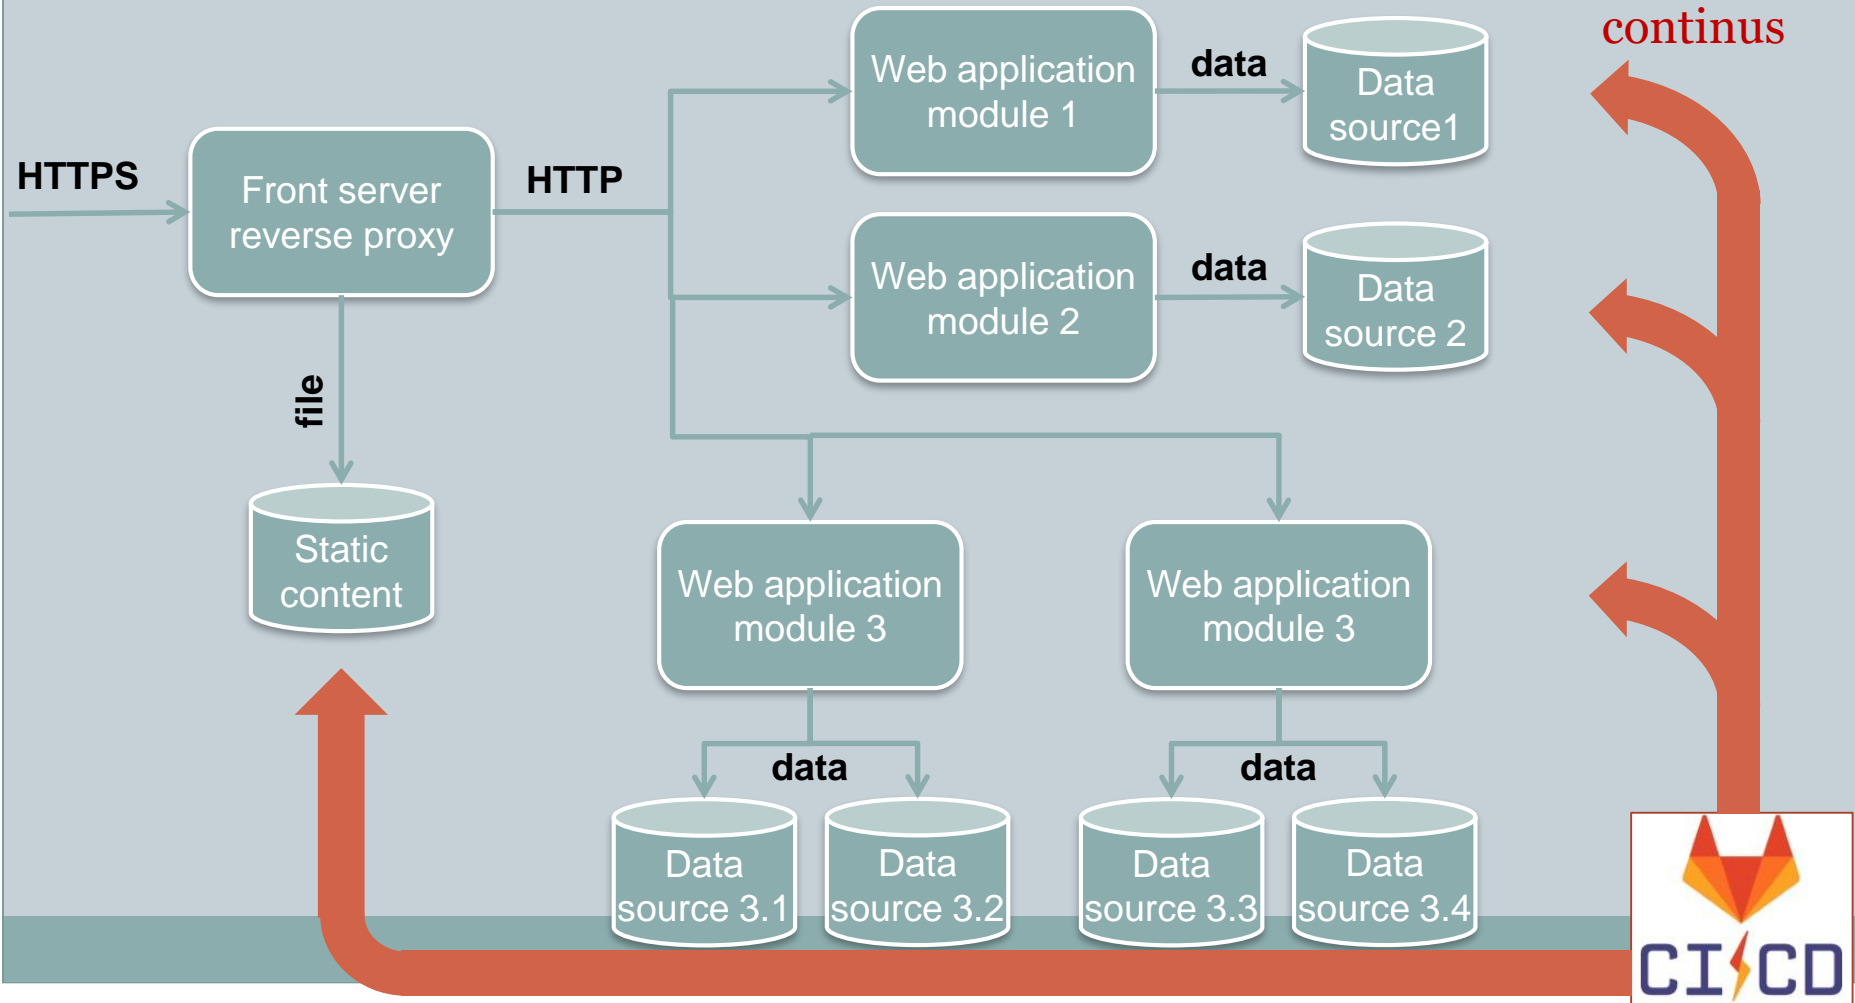 continus
Web application
module 1
data
Data
source1
HTTPS
Front server
reverse proxy
HTTP
Web application
module 2
data
Data
source 2
file
Static
content
Web application
module 3
Web application
module 3
data
data
Data
source 3.1
Data
source 3.2
Data
source 3.3
Data
source 3.4
CI CD